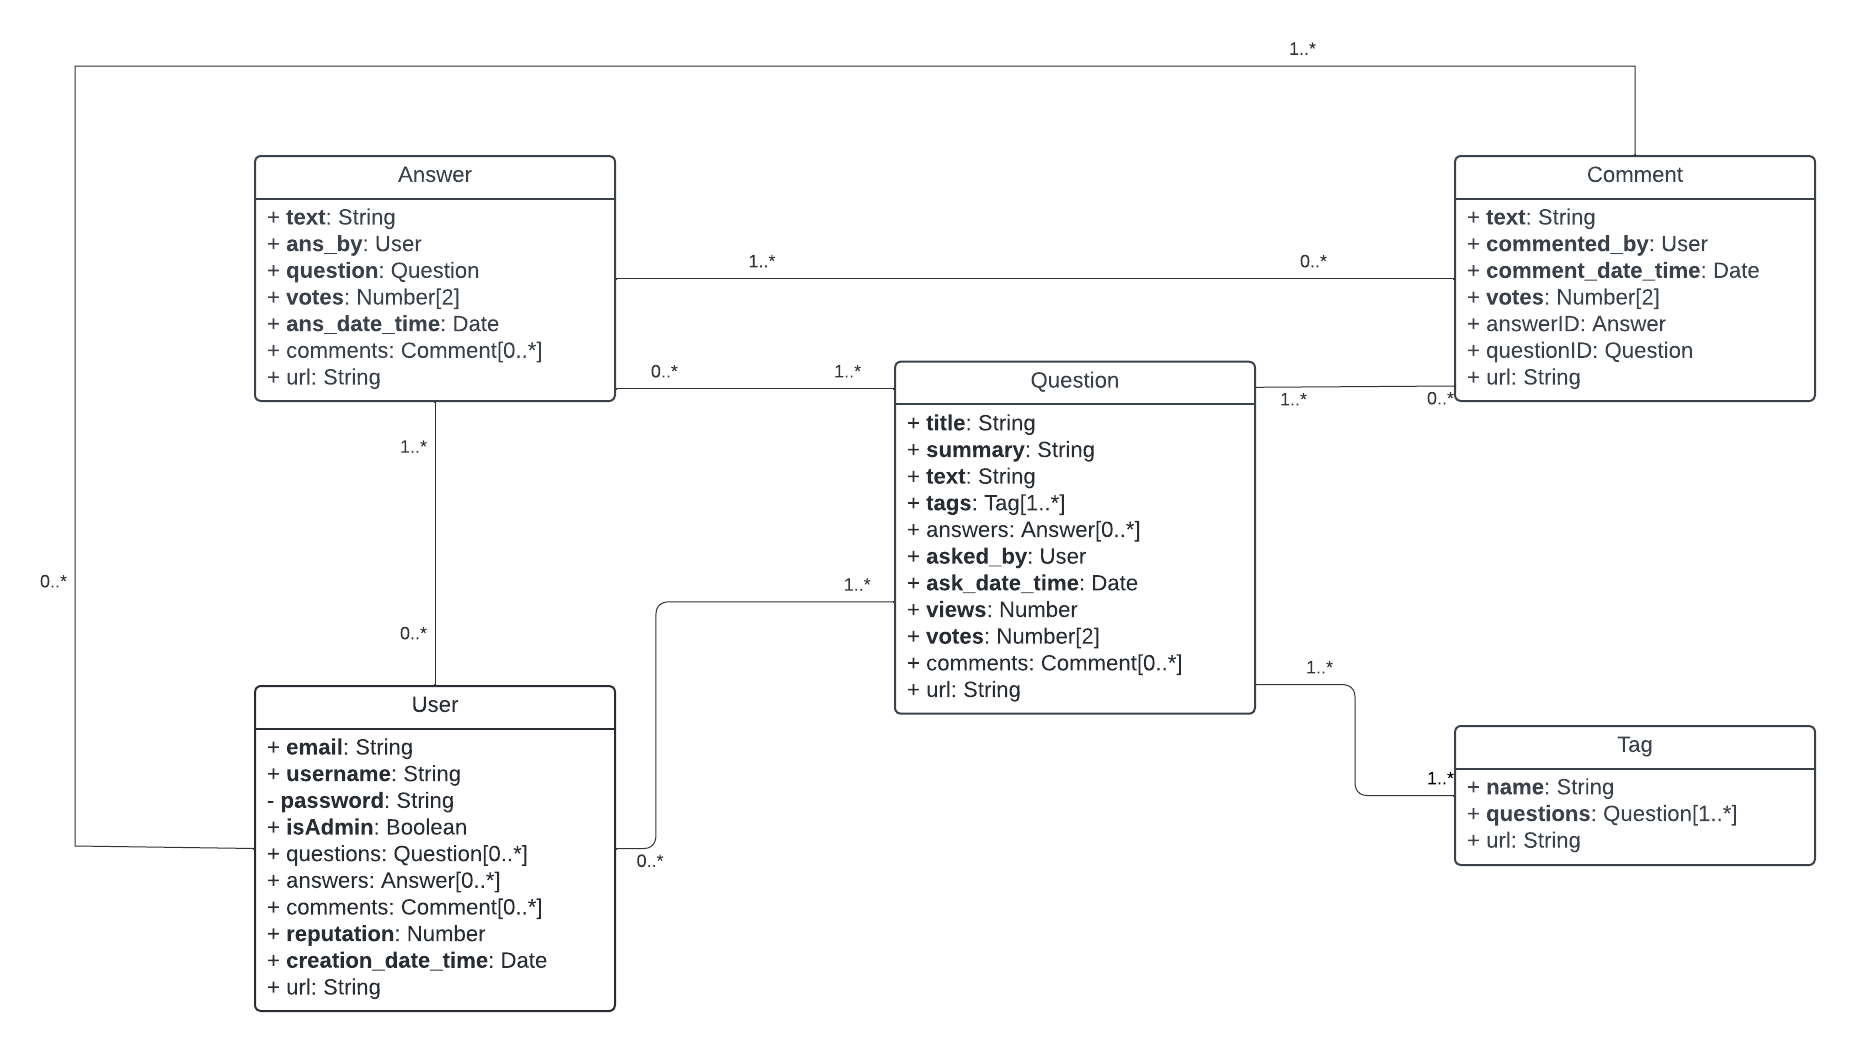 1..*
Answer
+ text: String
+ ans_by: User
+ question: Question
+ votes: Number[2]
+ ans_date_time: Date
+ comments: Comment[0..*]
+ url: String
Comment
+ text: String
+ commented_by: User
+ comment_date_time: Date
+ votes: Number[2]
+ answerID: Answer
+ questionID: Question
+ url: String
1..*
0..*
0..*
1..*
1..*
0..*
Question
+ title: String
+ summary: String
+ text: String
+ tags: Tag[1..*]
+ answers: Answer[0..*]
+ asked_by: User
+ ask_date_time: Date
+ views: Number
+ votes: Number[2]
+ comments: Comment[0..*]
+ url: String
1..*
0..*
0..*
1..*
0..*
1..*
1..*
User
+ email: String
+ username: String
- password: String
+ isAdmin: Boolean
+ questions: Question[0..*]
+ answers: Answer[0..*]
+ comments: Comment[0..*]
+ reputation: Number
+ creation_date_time: Date
+ url: String
Tag
+ name: String
+ questions: Question[1..*]
+ url: String